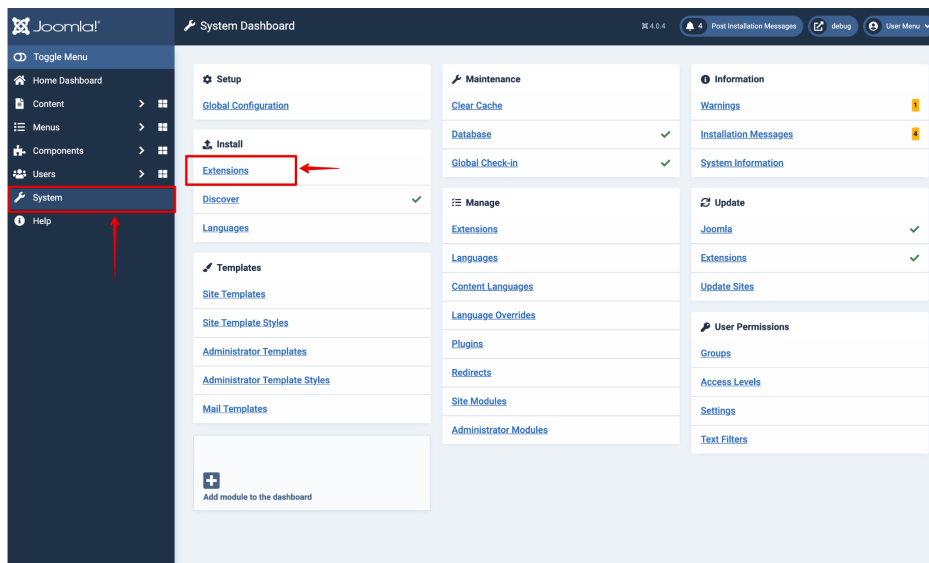 Joomla!
System Dashboard
4.0.4
4 Post Installation Messages
debug
User Menu
Toggle Menu
Home Dashboard
Content
Menus
Components
Users
System
Help
Setup
Global Configuration
Install
Extensions
Discover
Languages
Templates
Site Templates
Site Template Styles
Administrator Templates
Administrator Template Styles
Mail Templates
Add module to the dashboard
Maintenance
Clear Cache
Database
Global Check-in
Manage
Extensions
Languages
Content Languages
Language Overrides
Plugins
Redirects
Site Modules
Administrator Modules
Information
Warnings 1
Installation Messages 4
System Information
Update
Joomla
Extensions
Update Sites
User Permissions
Groups
Access Levels
Settings
Text Filters